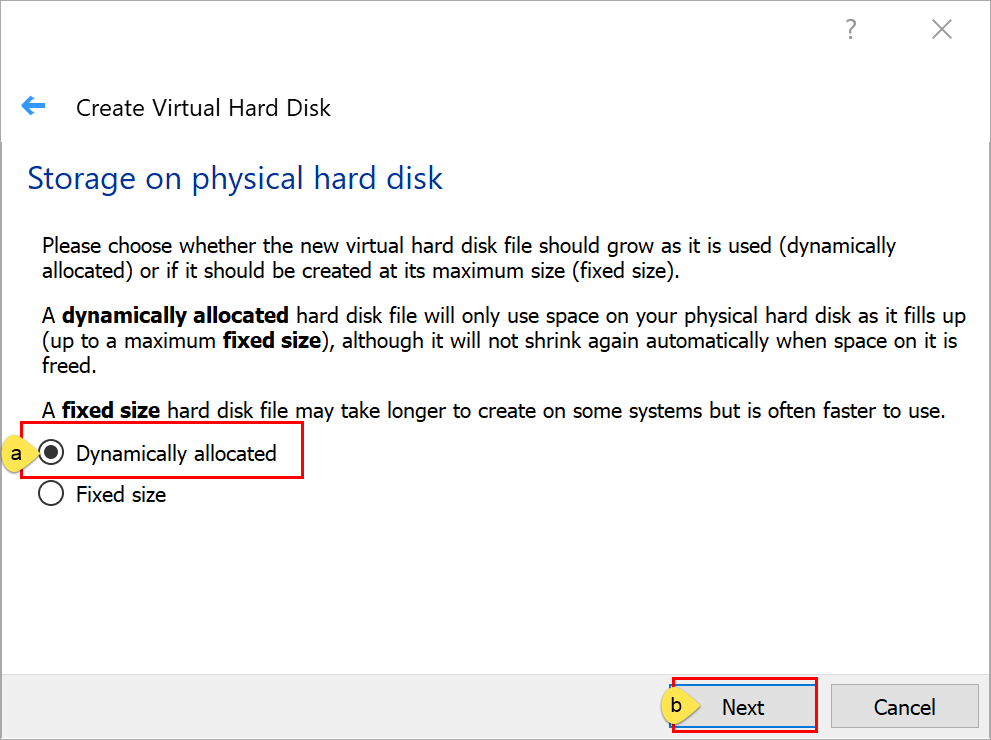 ?
Create Virtual Hard Disk
Storage on physical hard disk
Please choose whether the new virtual hard disk file should grow as it is used (dynamically
allocated) or if it should be created at its maximum size (fixed size).
A dynamically allocated hard disk file will only use space on your physical hard disk as it fills up
(up to a maximum fixed size), although it will not shrink again automatically when space on it is
freed.
A fixed size hard disk file may take longer to create on some systems but is often faster to use.
a Dynamically allocated
Fixed size
b Next Cancel